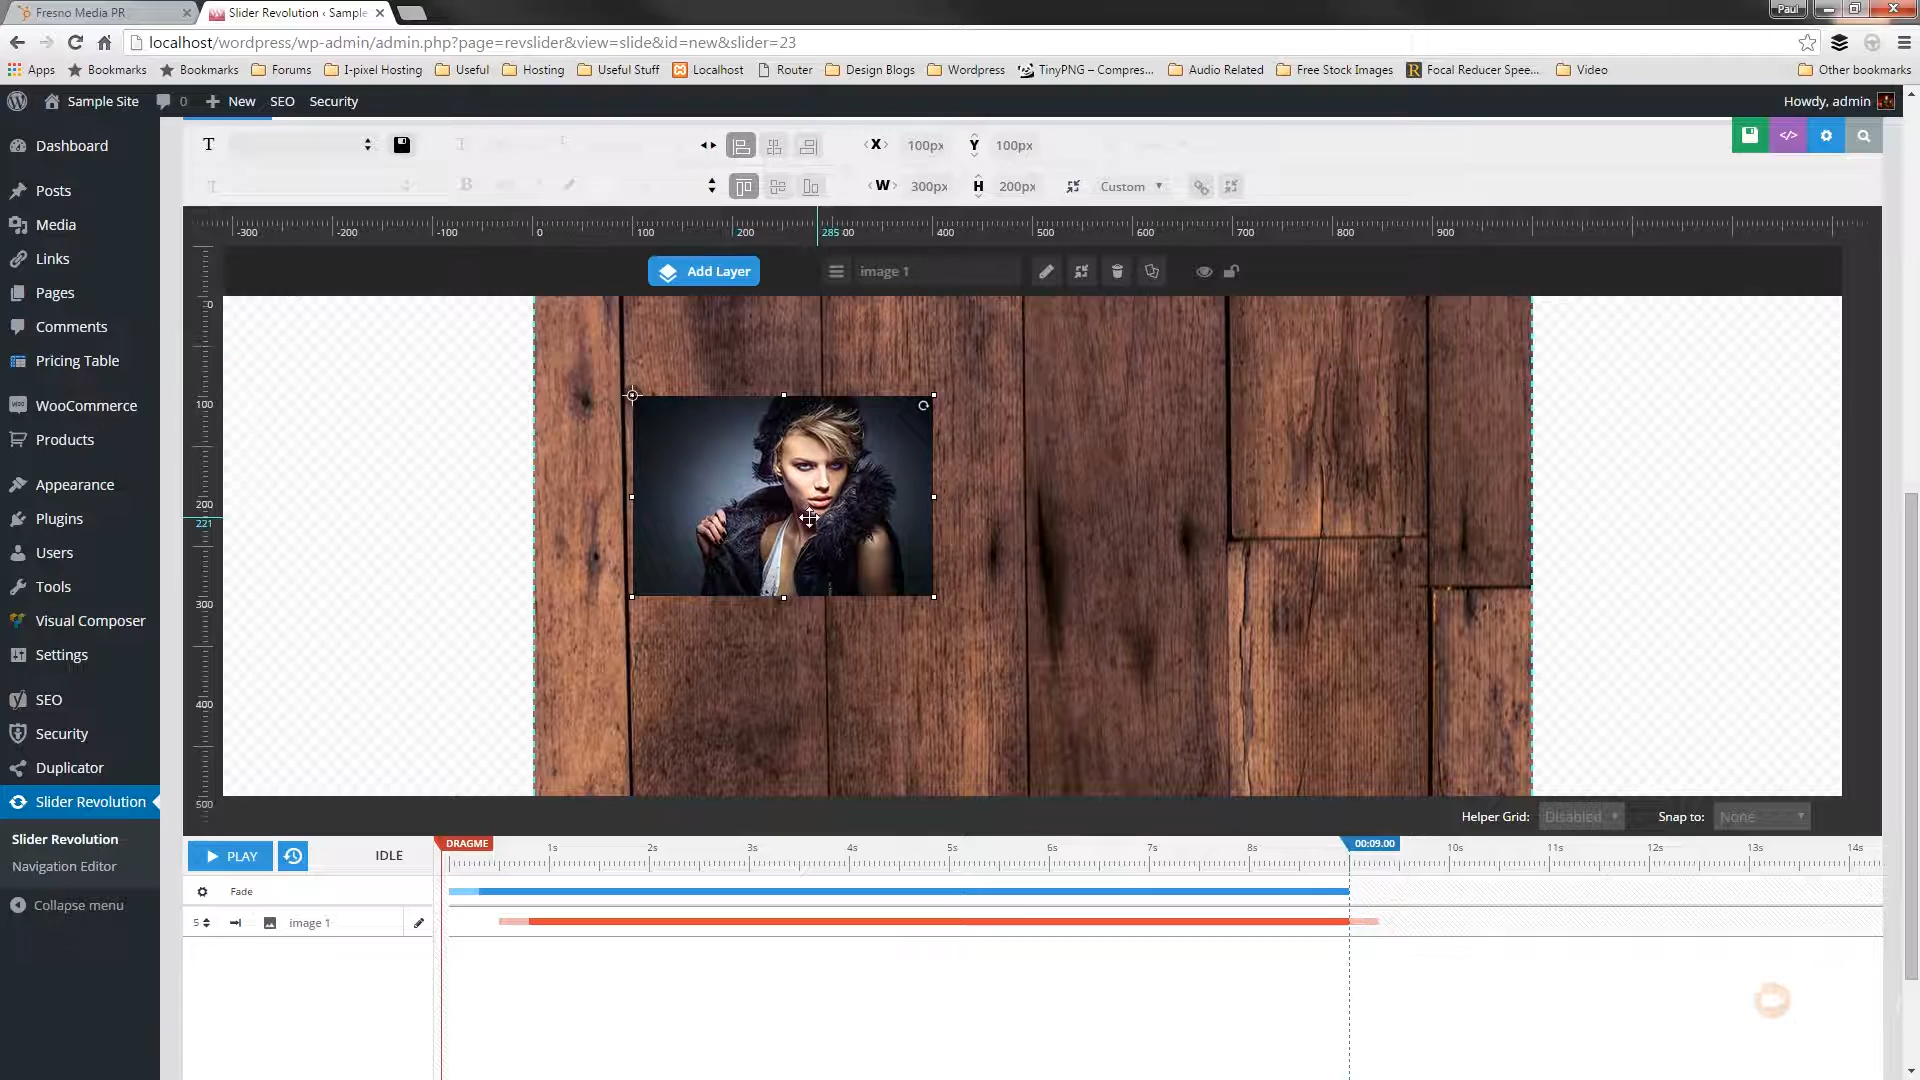 Fresno Media PR
Slider Revolution ‹ Sample
Paul
localhost/wordpress/wp-admin/admin.php?page=revslider&view=slide&id=new&slider=23
Apps Bookmarks Bookmarks Forums I-pixel Hosting Useful Hosting Useful Stuff Localhost Router Design Blogs Wordpress TinyPNG – Compres... Audio Related Free Stock Images Focal Reducer Spee... Video Other bookmarks
Sample Site 0 New SEO Security Howdy, admin
Dashboard
Posts
Media
Links
Pages
Comments
Pricing Table
WooCommerce
Products
Appearance
Plugins
Users
Tools
Visual Composer
Settings
SEO
Security
Duplicator
Slider Revolution
Slider Revolution
Navigation Editor
Collapse menu
T X 100px Y 100px
T B W 300px H 200px Custom
-300 -200 -100 0 100 200 285 00 400 500 600 700 800 900
Add Layer image 1
0
100
200
221
300
400
500
Helper Grid: Disabled Snap to: None
PLAY IDLE DRAGME 1s 2s 3s 4s 5s 6s 7s 8s 00:09.00 10s 11s 12s 13s 14s
Fade
5 image 1